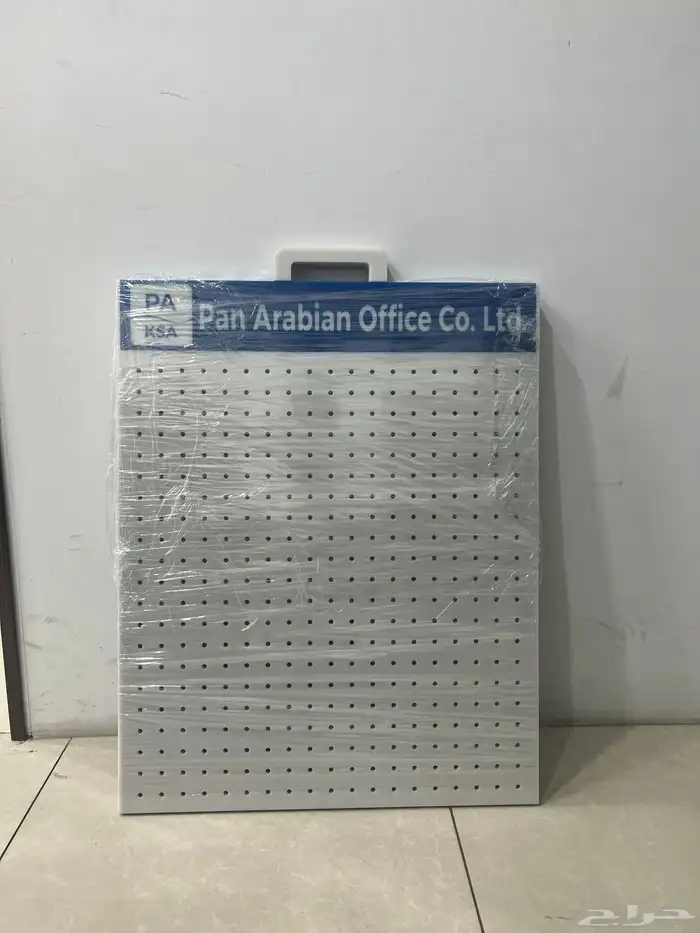 PA
KSA
Pan Arabian Office Co. Ltd.
حراج